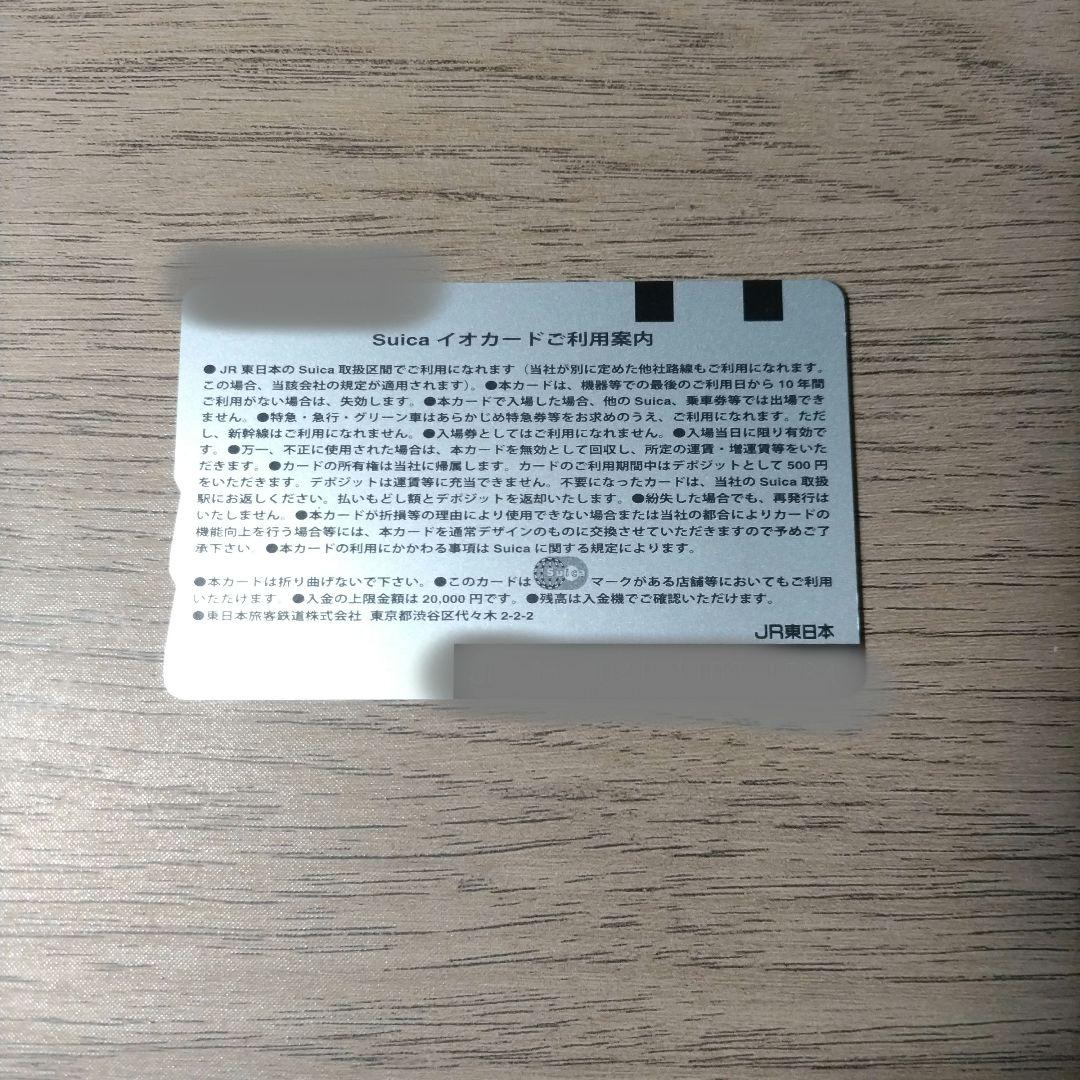 Suica イオカードご利用案内
●JR 東日本の Suica 取扱区間でご利用になれます（当社が別に定めた他社路線もご利用になれます。
この場合、当該会社の規定が適用されます）。●本カードは、機器等での最後のご利用日から 10 年間
ご利用がない場合は、失効します。●本カードで入場した場合、他の Suica、乗車券等では出場でき
ません。●特急・急行・グリーン車はあらかじめ特急券等をお求めのうえ、ご利用になれます。ただ
し、新幹線はご利用になれません。●入場券としてはご利用になれません。●入場当日に限り有効で
す。●万一、不正に使用された場合は、本カードを無効として回収し、所定の運賃・増運賃等をいた
だきます。●カードの所有権は当社に帰属します。カードのご利用期間中はデポジットとして 500 円
をいただきます。デポジットは運賃等に充当できません。不要になったカードは、当社の Suica 取扱
駅にお返しください。払いもどし額とデポジットを返却いたします。●紛失した場合でも、再発行は
いたしません。●本カードが折損等の理由により使用できない場合または当社の都合によりカードの
機能向上を行う場合等には、本カードを通常デザインのものに交換させていただきますので予めご了
承下さい。●本カードの利用にかかわる事項は Suica に関する規定によります。
●本カードは折り曲げないで下さい。●このカードは Suica マークがある店舗等においてもご利用
いただけます。●入金の上限金額は 20,000 円です。●残高は入金機でご確認いただけます。
●東日本旅客鉄道株式会社 東京都渋谷区代々木 2-2-2
JR東日本